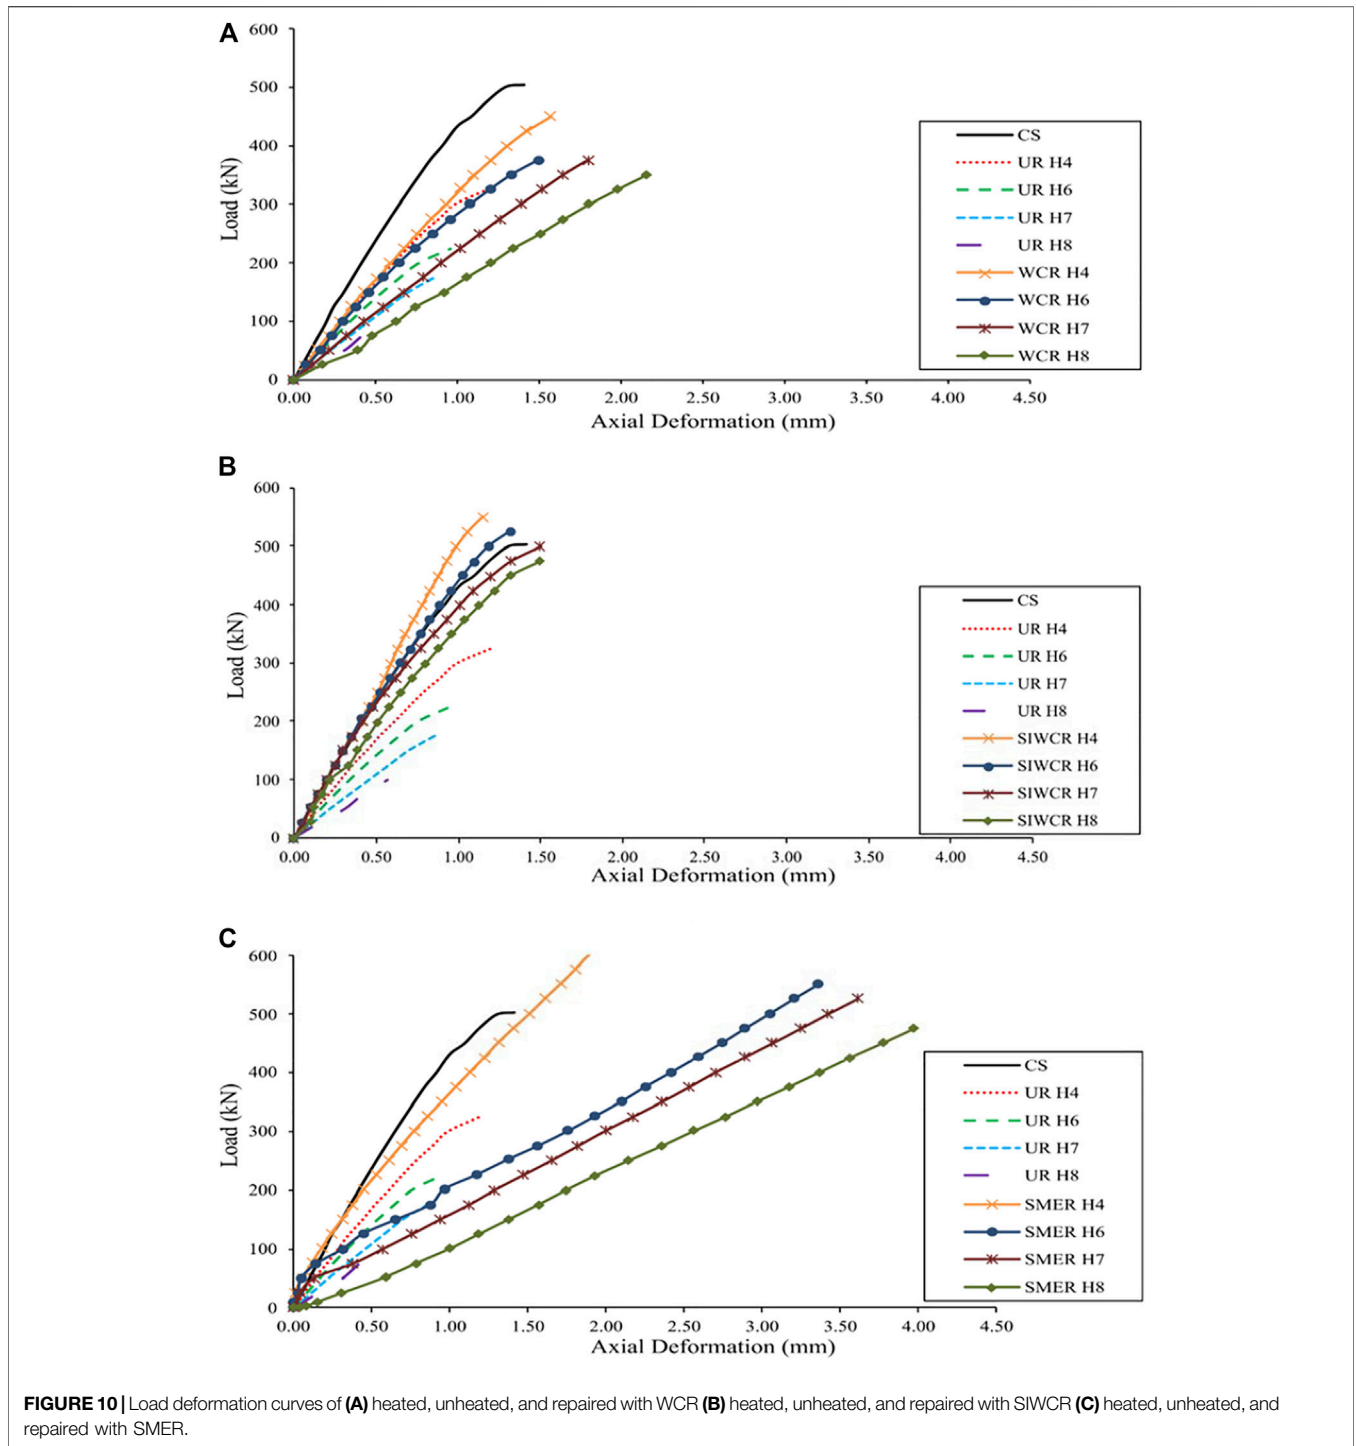 A
600
500
400
300
200
100
0
Load (kN)
0.00 0.50 1.00 1.50 2.00 2.50 3.00 3.50 4.00 4.50
Axial Deformation (mm)
CS
UR H4
UR H6
UR H7
UR H8
WCR H4
WCR H6
WCR H7
WCR H8
B
600
500
400
300
200
100
0
Load (kN)
0.00 0.50 1.00 1.50 2.00 2.50 3.00 3.50 4.00 4.50
Axial Deformation (mm)
CS
UR H4
UR H6
UR H7
UR H8
SIWCR H4
SIWCR H6
SIWCR H7
SIWCR H8
C
600
500
400
300
200
100
0
Load (kN)
0.00 0.50 1.00 1.50 2.00 2.50 3.00 3.50 4.00 4.50
Axial Deformation (mm)
CS
UR H4
UR H6
UR H7
UR H8
SMER H4
SMER H6
SMER H7
SMER H8
FIGURE 10 | Load deformation curves of (A) heated, unheated, and repaired with WCR (B) heated, unheated, and repaired with SIWCR (C) heated, unheated, and
repaired with SMER.